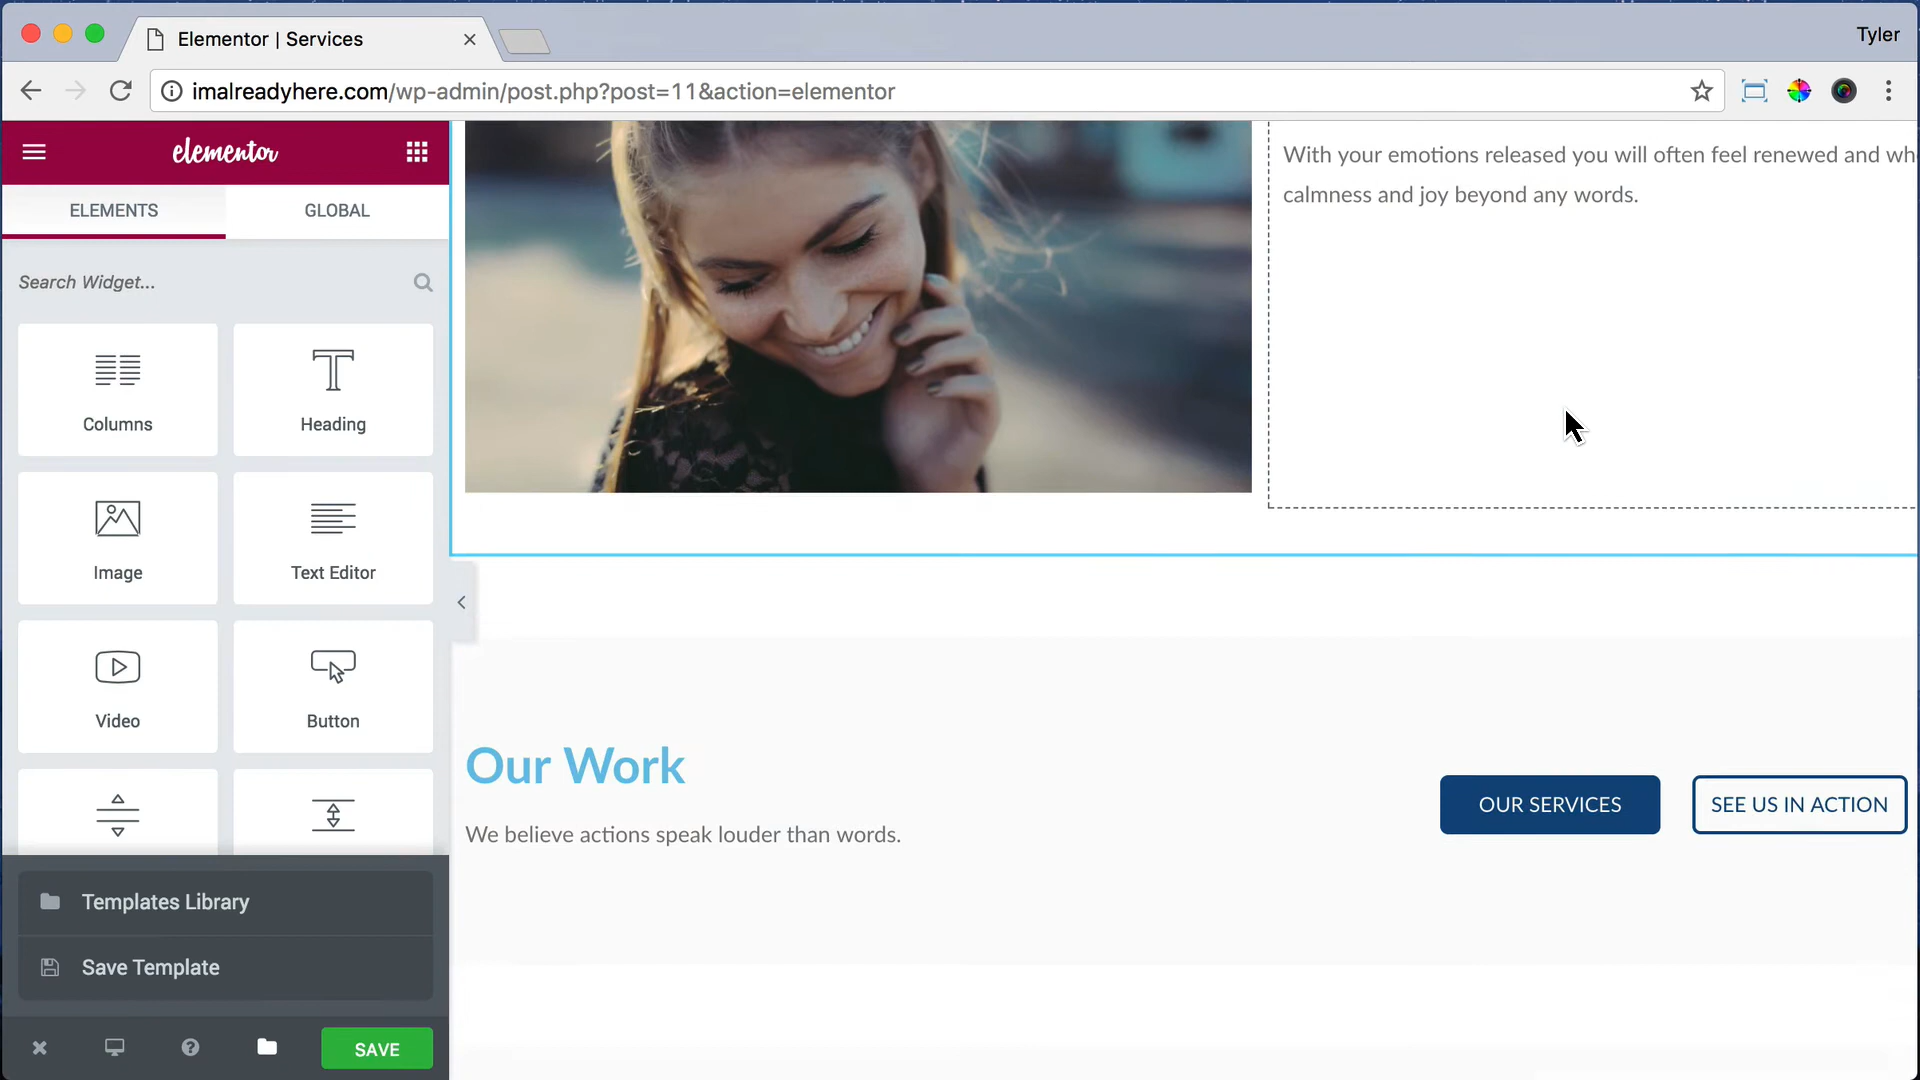 Elementor | Services
Tyler
imalreadyhere.com/wp-admin/post.php?post=11&action=elementor
elementor
ELEMENTS
GLOBAL
Search Widget...
Columns
Heading
Image
Text Editor
Video
Button
Templates Library
Save Template
SAVE
With your emotions released you will often feel renewed and wh
calmness and joy beyond any words.
Our Work
We believe actions speak louder than words.
OUR SERVICES
SEE US IN ACTION